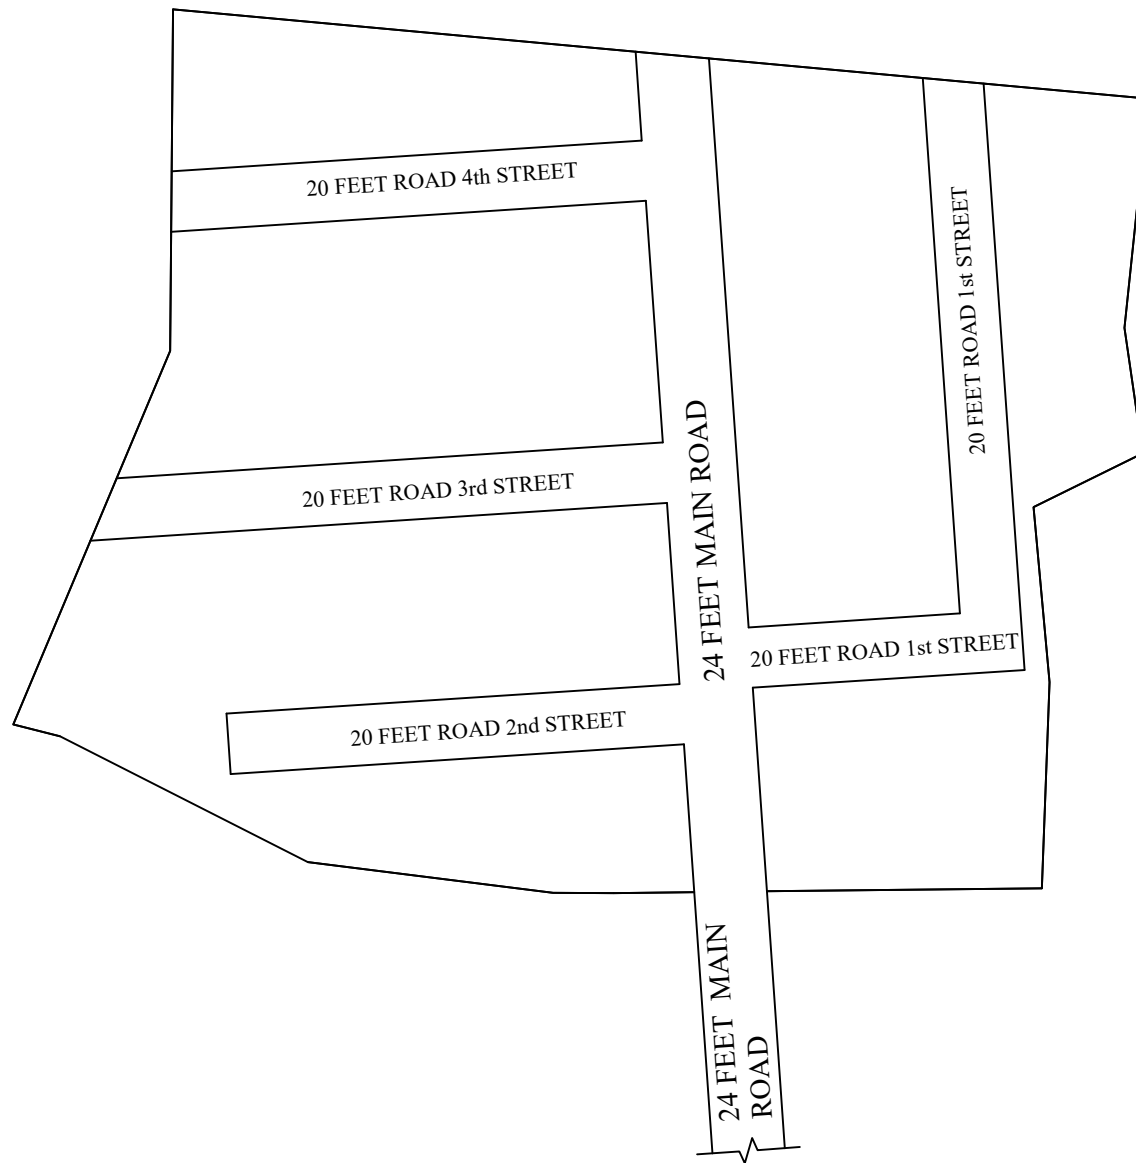 20 FEET ROAD 4th STREET
20 FEET ROAD 1st STREET
20 FEET ROAD 3rd STREET
24 FEET MAIN ROAD
20 FEET ROAD 1st STREET
20 FEET ROAD 2nd STREET
24 FEET MAIN
ROAD